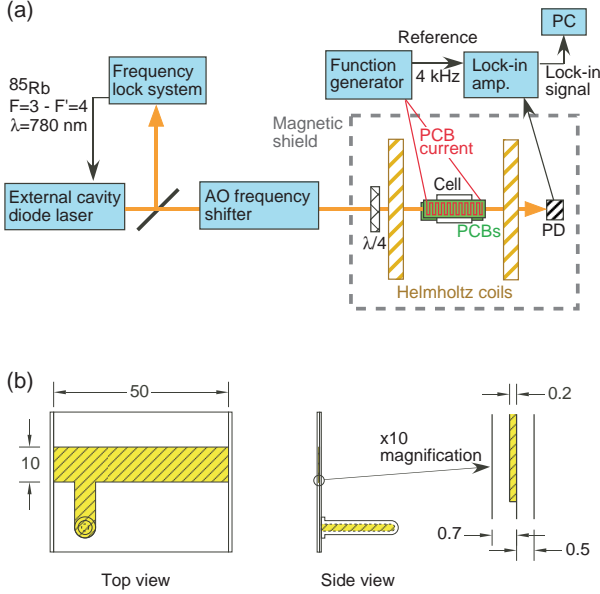 (a)
PC
Reference
Function
generator
4 kHz
Lock-in
amp.
Lock-in
signal
85Rb
F=3 - F'=4
λ=780 nm
Frequency
lock system
Magnetic
shield
PCB
current
External cavity
diode laser
AO frequency
shifter
Cell
λ/4
PCBs
PD
Helmholtz coils
(b)
50
10
0.2
x10
magnification
0.7
0.5
Top view
Side view